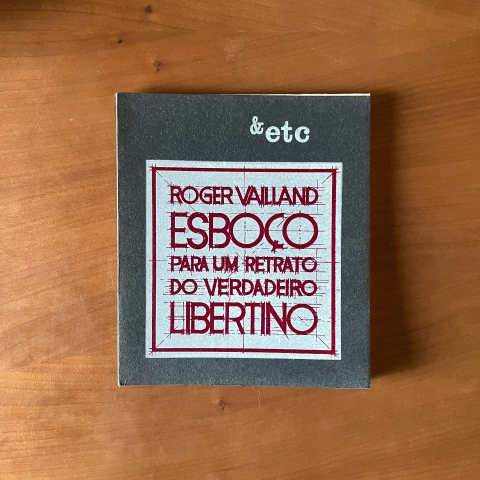 &etc
ROGER VAILLAND
ESBOÇO
PARA UM RETRATO
DO VERDADEIRO
LIBERTINO